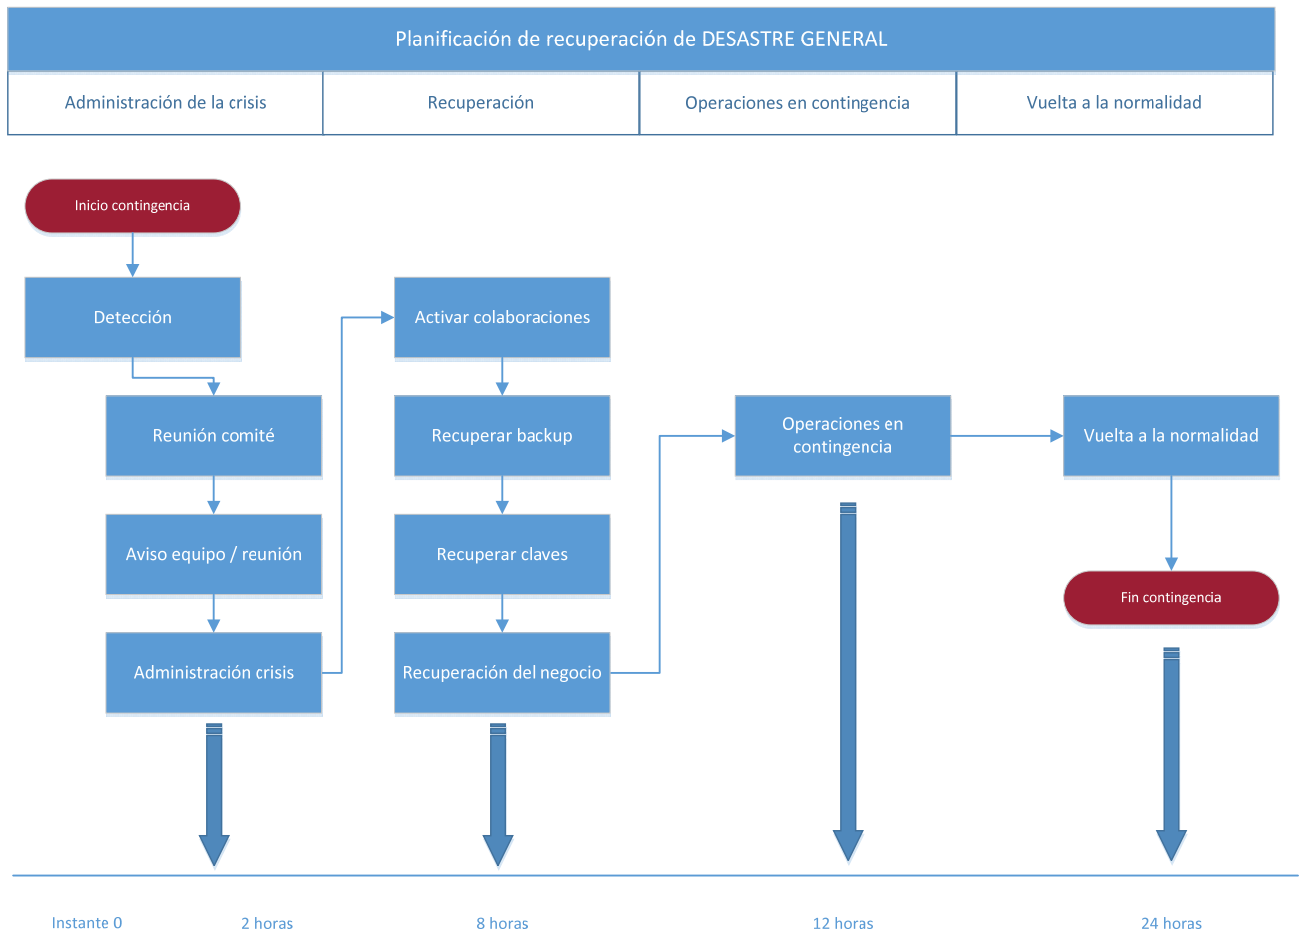 Planificación de recuperación de DESASTRE GENERAL
Administración de la crisis
Recuperación
Operaciones en contingencia
Vuelta a la normalidad
Inicio contingencia
Detección
Reunión comité
Aviso equipo / reunión
Administración crisis
Activar colaboraciones
Recuperar backup
Recuperar claves
Recuperación del negocio
Operaciones en
contingencia
Vuelta a la normalidad
Fin contingencia
Instante 0
2 horas
8 horas
12 horas
24 horas